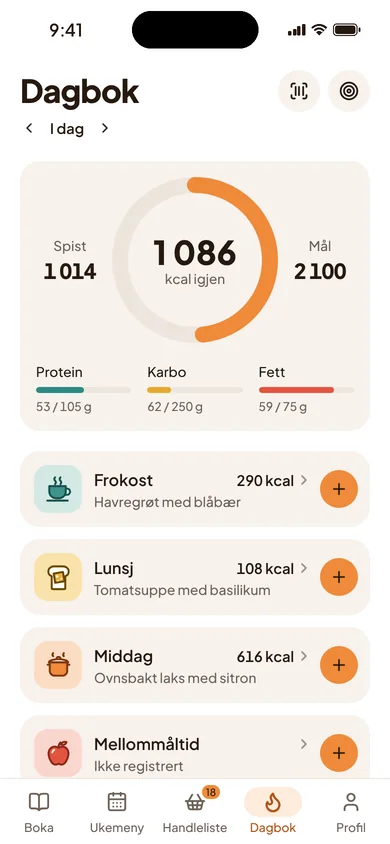 9:41
Dagbok
I dag
Spist
1 014
1 086
kcal igjen
Mål
2 100
Protein
53 / 105 g
Karbo
62 / 250 g
Fett
59 / 75 g
Frokost
290 kcal
Havregrøt med blåbær
Lunsj
108 kcal
Tomatsuppe med basilikum
Middag
616 kcal
Ovnsbakt laks med sitron
Mellommåltid
Ikke registrert
18
Boka
Ukemeny
Handleliste
Dagbok
Profil